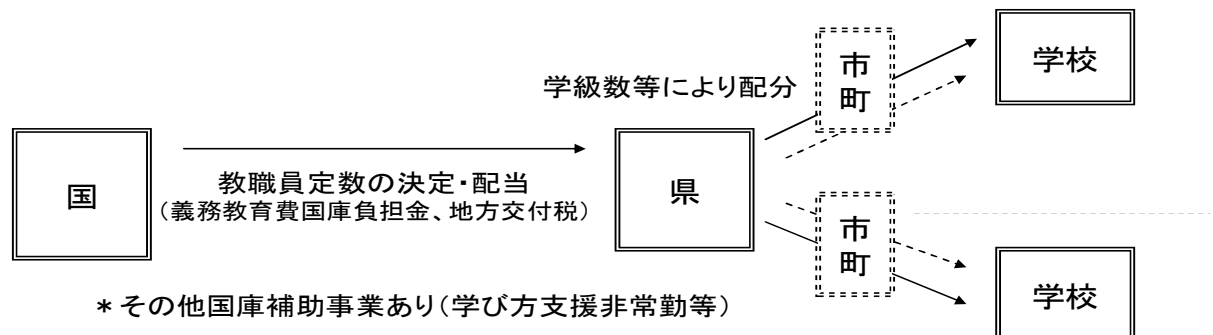 学級数等により配分
市町
学校
国
教職員定数の決定・配当
(義務教育費国庫負担金、地方交付税)
県
市町
学校
*その他国庫補助事業あり(学び方支援非常勤等)